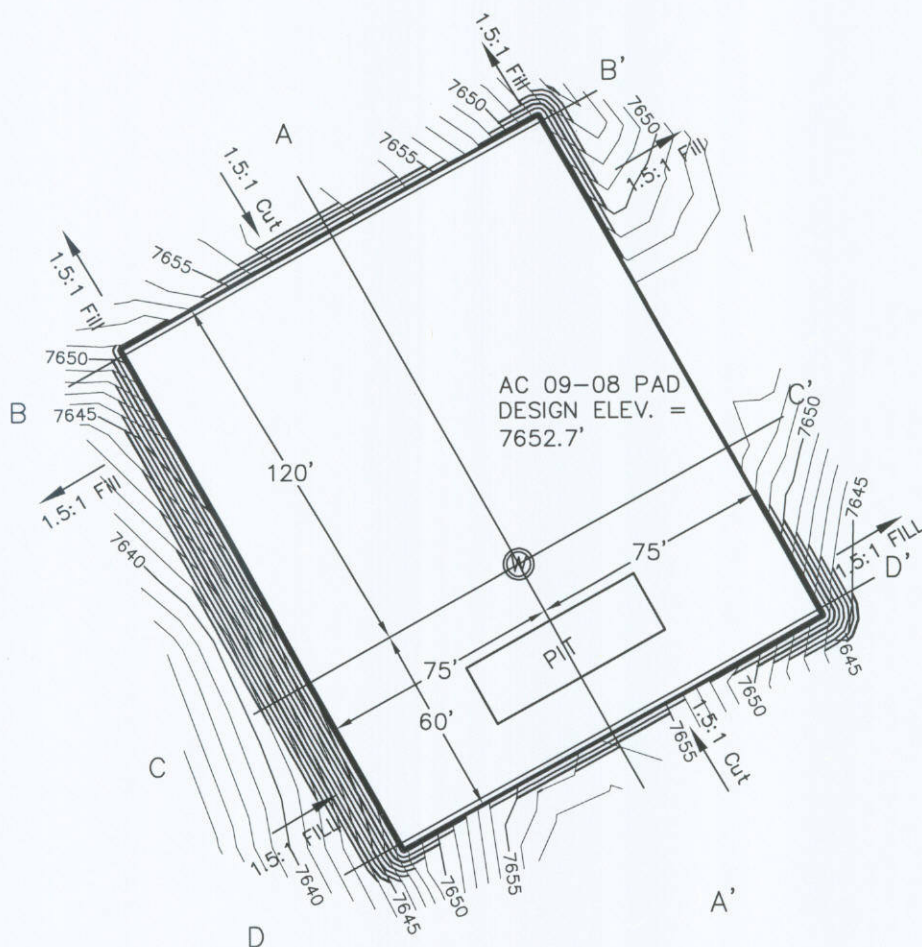 1.5:1 Fill
B'
7650
7650
A
1.5:1 Fill
7655
1.5:1 Cut
1.5:1 Fill
7655
7650
B
7645
AC 09-08 PAD
DESIGN ELEV. =
7652.7'
C'
7650
120'
1.5:1 Fill
7645
7640
75'
1.5:1 FILL
D'
W
PIT
75'
7645
60'
7650
1.5:1 Cut
7655
C
1.5:1 FILL
7655
7640
7650
7645
A'
D